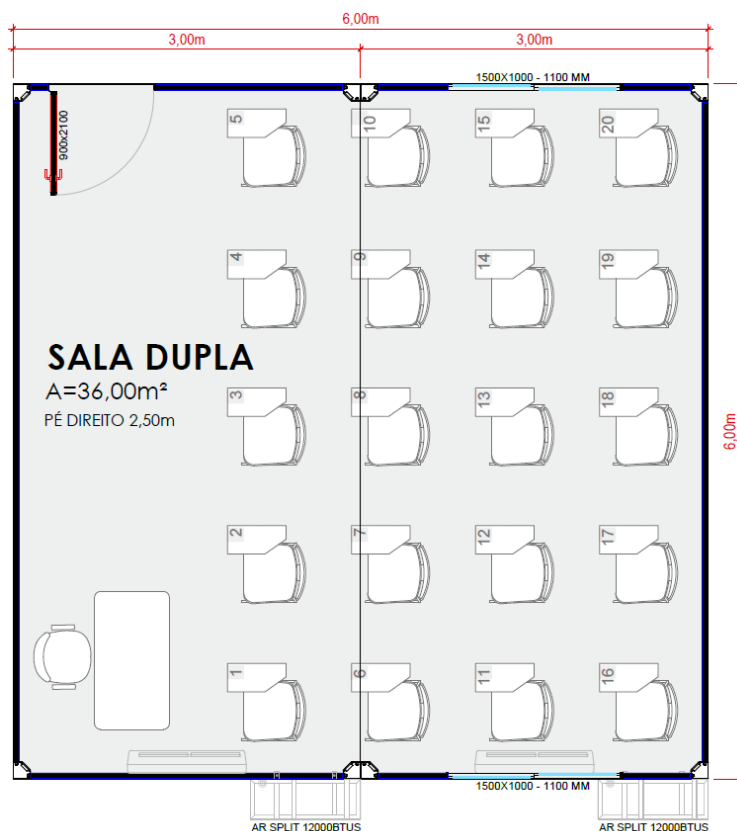 6,00m
3,00m
3,00m
1500X1000 - 1100 MM
900x2100
5
10
15
20
4
9
14
19
SALA DUPLA
A=36,00m²
PÉ DIREITO 2,50m
3
8
13
18
6,00m
2
7
12
17
1
6
11
16
1500X1000 - 1100 MM
AR SPLIT 12000BTUS
AR SPLIT 12000BTUS